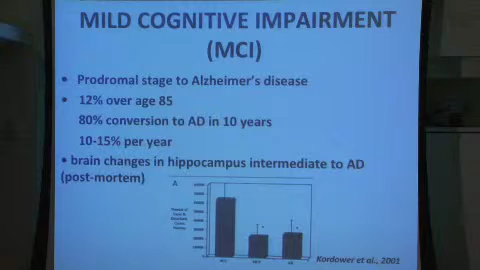 MILD COGNITIVE IMPAIRMENT
(MCI)
• Prodromal stage to Alzheimer's disease
• 12% over age 85
80% conversion to AD in 10 years
10-15% per year
• brain changes in hippocampus intermediate to AD
(post-mortem)
A
Kordower et al., 2001